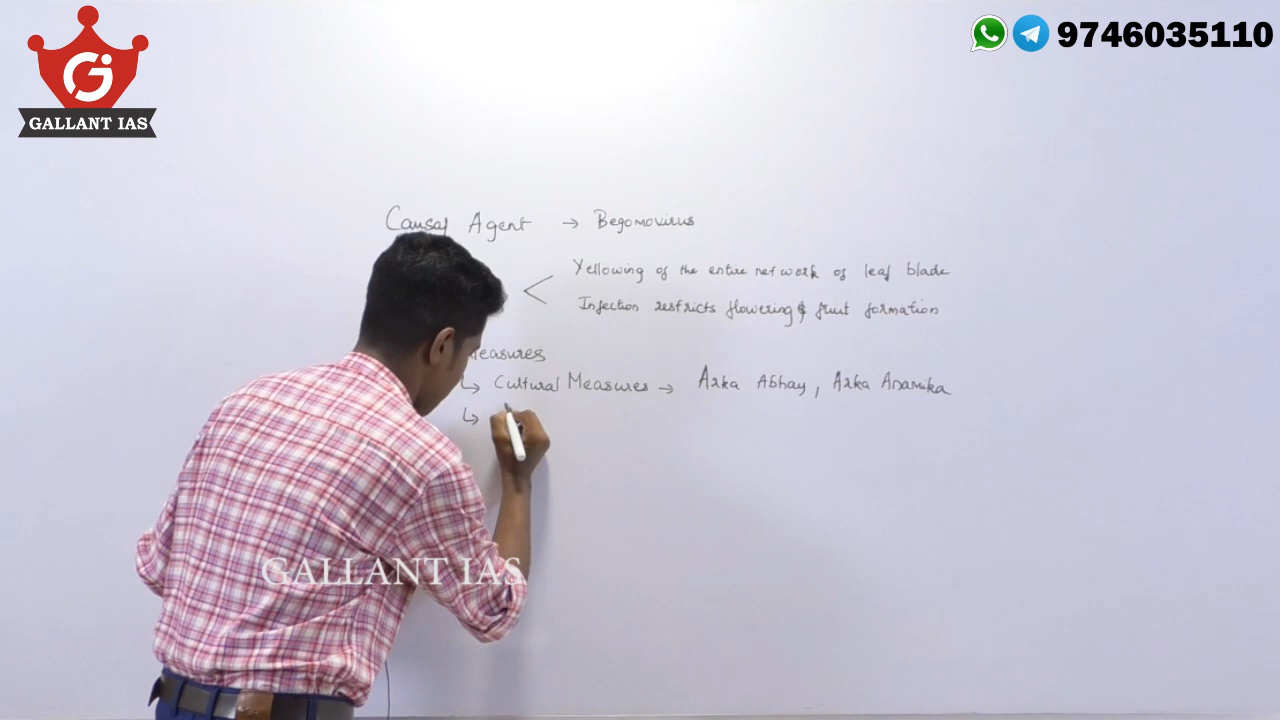 GALLANT IAS
9746035110
Causal Agent → Begomovirus
Yellowing of the entire network of leaf blade
Infection restricts flowering & fruit formation
Measures
↳ Cultural Measures → Arka Abhay, Arka Anamika
↳
GALLANT IAS